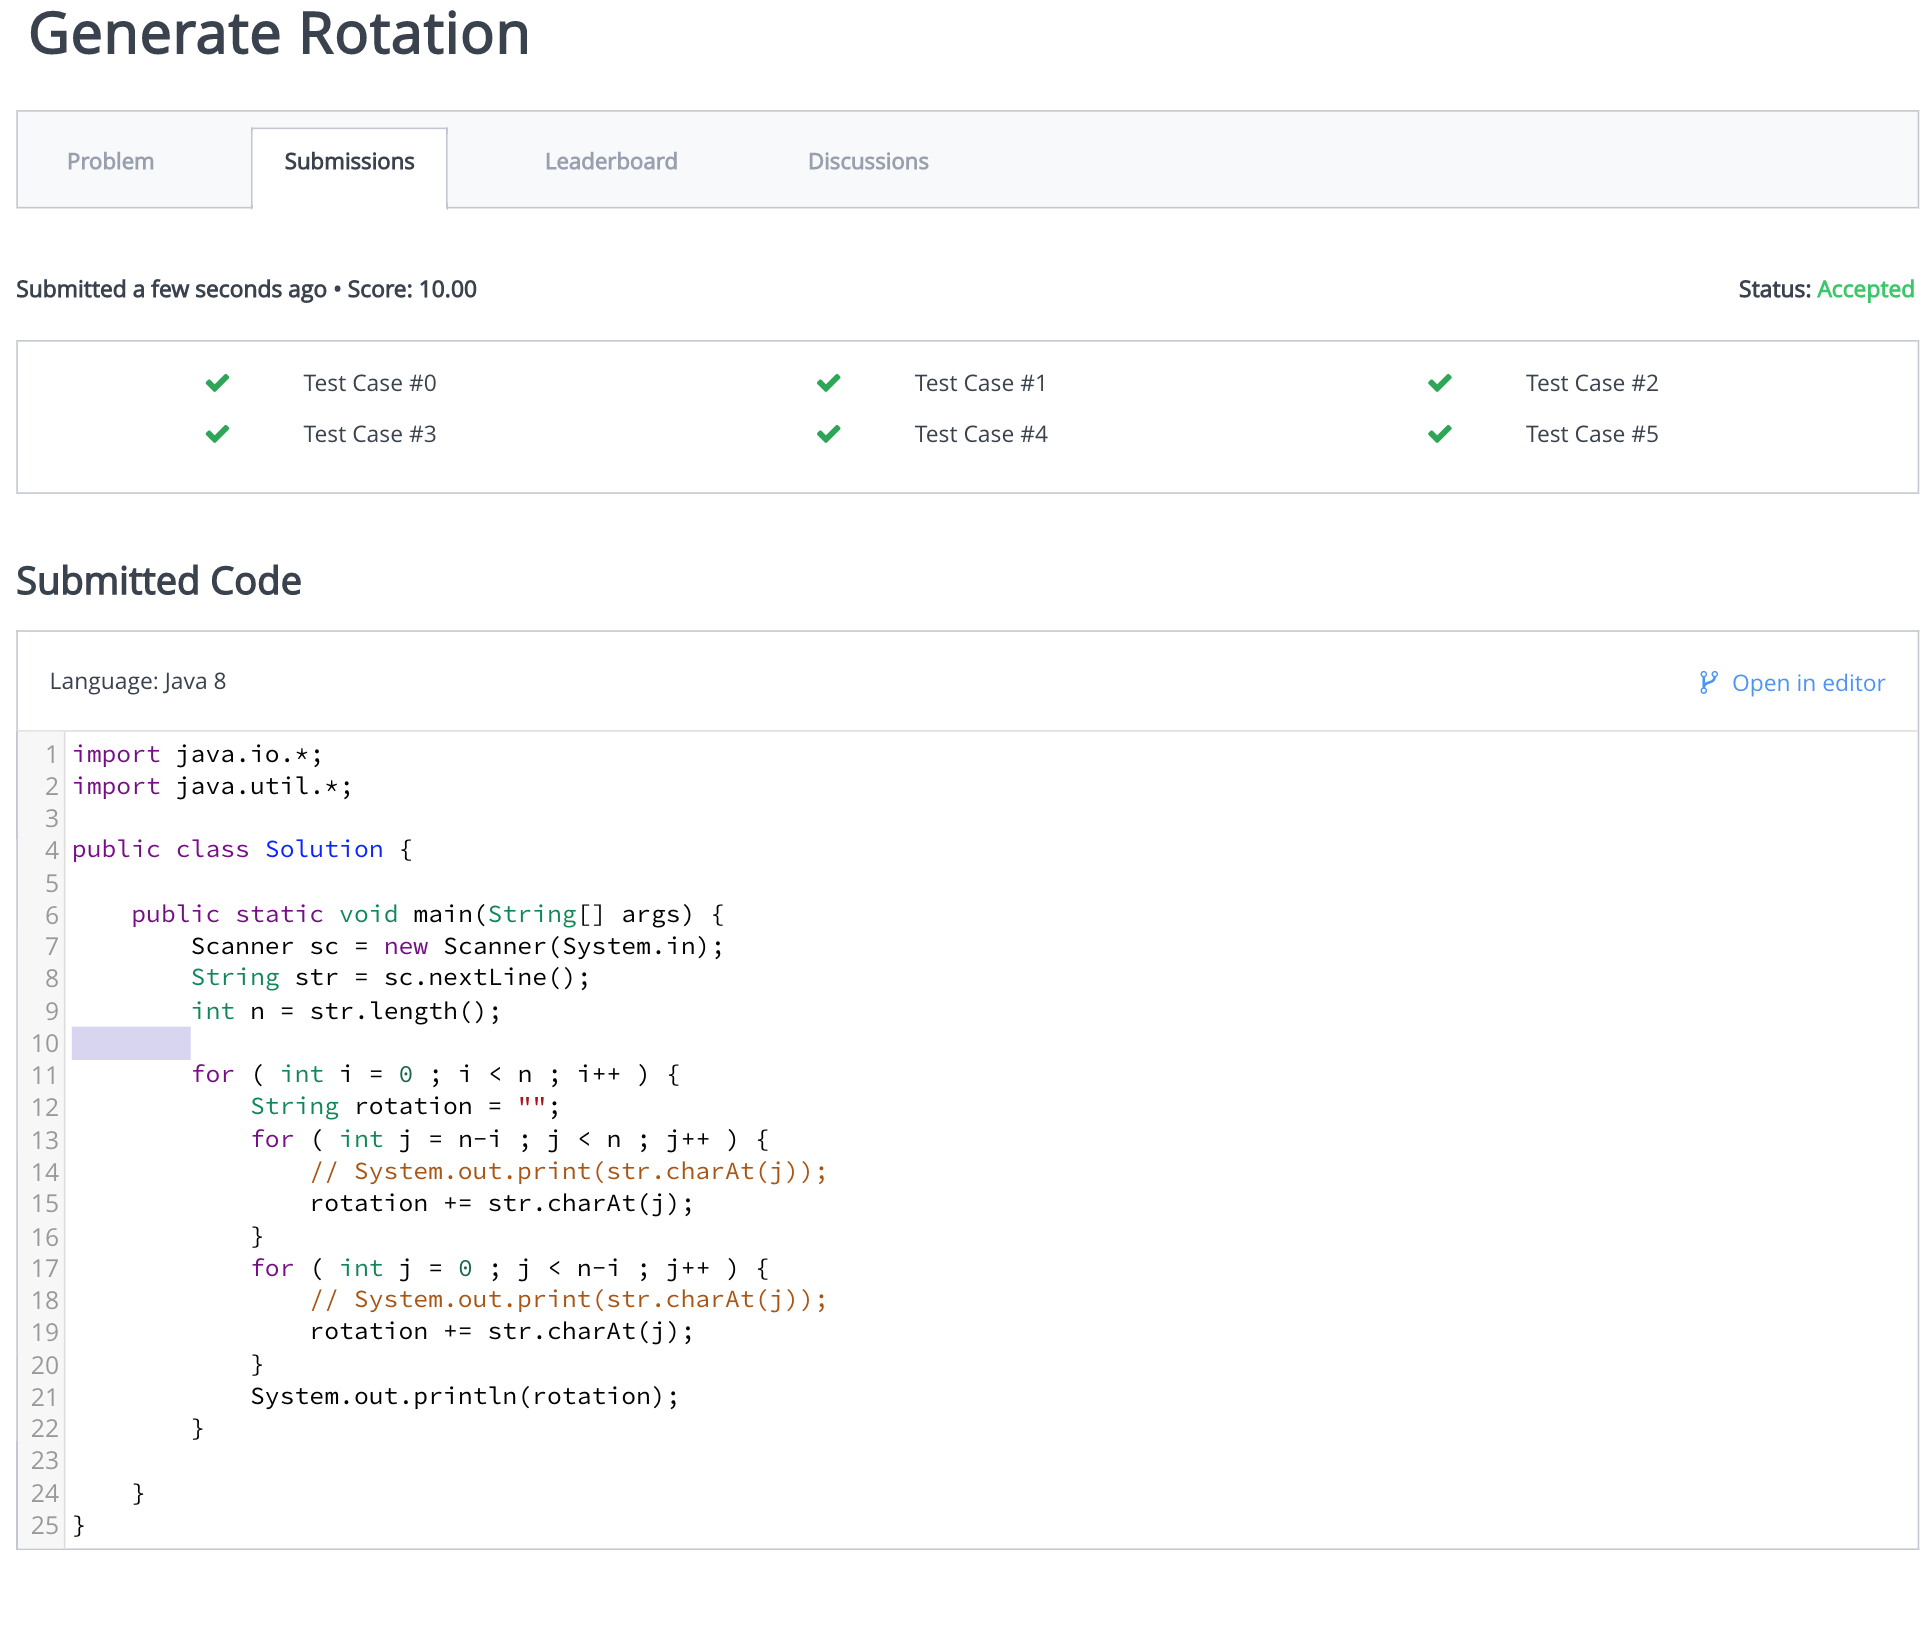 Generate Rotation
Problem Submissions Leaderboard Discussions
Submitted a few seconds ago • Score: 10.00 Status: Accepted
Test Case #0 Test Case #1 Test Case #2
Test Case #3 Test Case #4 Test Case #5
Submitted Code
Language: Java 8 Open in editor
1 import java.io.*;
2 import java.util.*;
3
4 public class Solution {
5
6     public static void main(String[] args) {
7         Scanner sc = new Scanner(System.in);
8         String str = sc.nextLine();
9         int n = str.length();
10
11         for ( int i = 0 ; i < n ; i++ ) {
12             String rotation = "";
13             for ( int j = n-i ; j < n ; j++ ) {
14                 // System.out.print(str.charAt(j));
15                 rotation += str.charAt(j);
16             }
17             for ( int j = 0 ; j < n-i ; j++ ) {
18                 // System.out.print(str.charAt(j));
19                 rotation += str.charAt(j);
20             }
21             System.out.println(rotation);
22         }
23
24     }
25 }